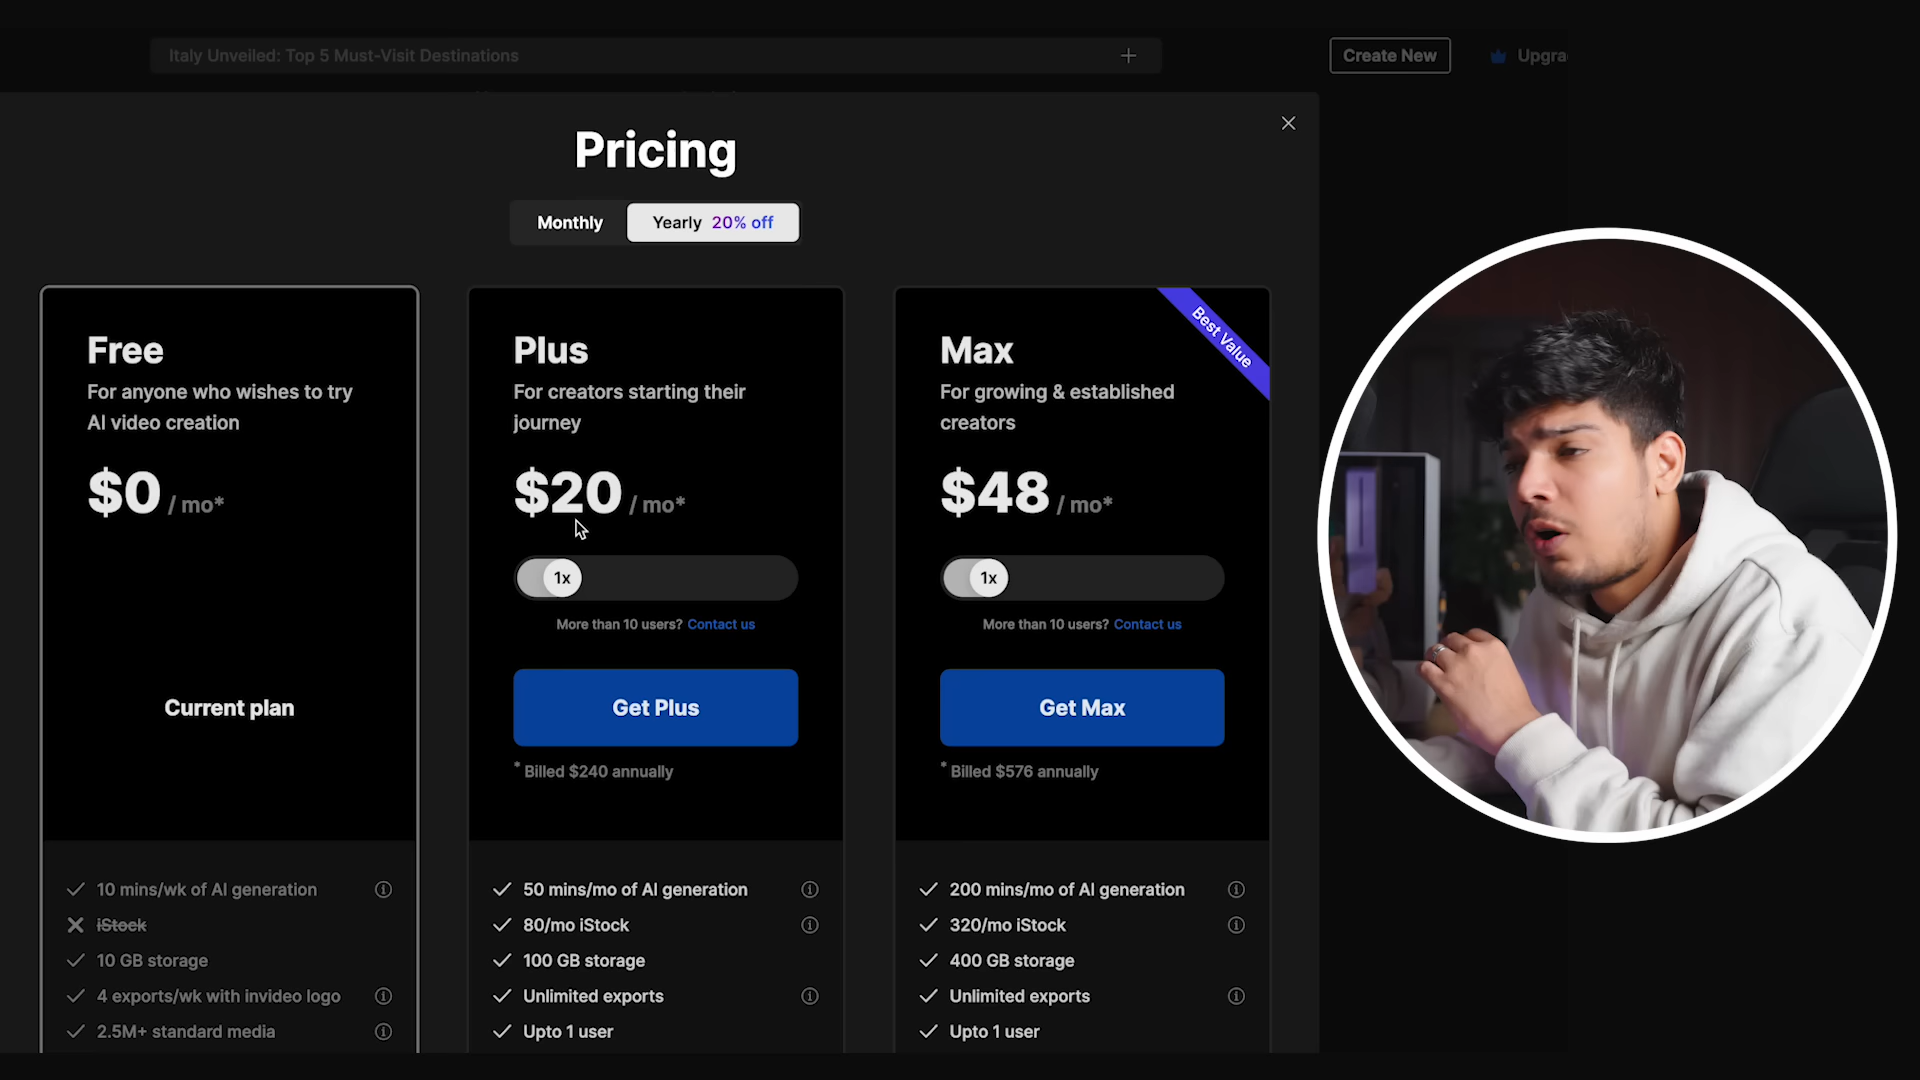 Italy Unveiled: Top 5 Must-Visit Destinations
Create New
Upgra
Pricing
Monthly
Yearly 20% off
Free
For anyone who wishes to try
AI video creation
$0 / mo*
Current plan
10 mins/wk of AI generation
iStock
10 GB storage
4 exports/wk with invideo logo
2.5M+ standard media
Plus
For creators starting their
journey
$20 / mo*
1x
More than 10 users? Contact us
Get Plus
* Billed $240 annually
50 mins/mo of AI generation
80/mo iStock
100 GB storage
Unlimited exports
Upto 1 user
Best Value
Max
For growing & established
creators
$48 / mo*
1x
More than 10 users? Contact us
Get Max
* Billed $576 annually
200 mins/mo of AI generation
320/mo iStock
400 GB storage
Unlimited exports
Upto 1 user